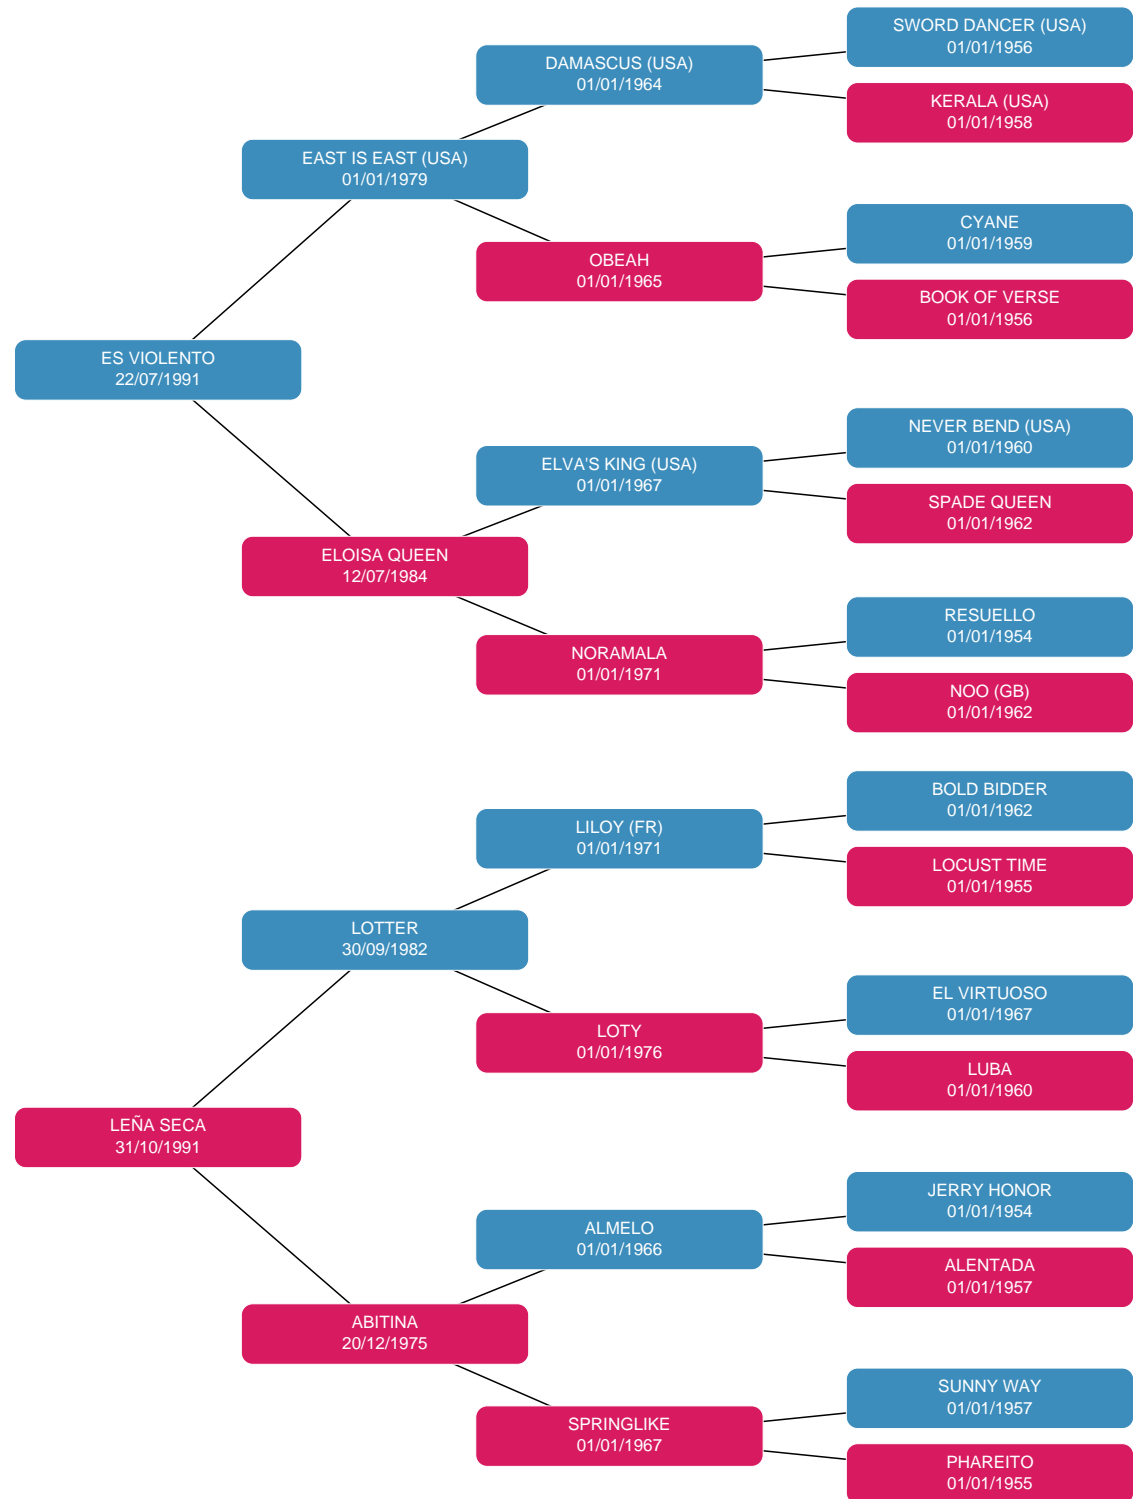 SWORD DANCER (USA)
01/01/1956
DAMASCUS (USA)
01/01/1964
KERALA (USA)
01/01/1958
EAST IS EAST (USA)
01/01/1979
CYANE
01/01/1959
OBEAH
01/01/1965
BOOK OF VERSE
01/01/1956
ES VIOLENTO
22/07/1991
NEVER BEND (USA)
01/01/1960
ELVA'S KING (USA)
01/01/1967
SPADE QUEEN
01/01/1962
ELOISA QUEEN
12/07/1984
RESUELLO
01/01/1954
NORAMALA
01/01/1971
NOO (GB)
01/01/1962
BOLD BIDDER
01/01/1962
LILOY (FR)
01/01/1971
LOCUST TIME
01/01/1955
LOTTER
30/09/1982
EL VIRTUOSO
01/01/1967
LOTY
01/01/1976
LUBA
01/01/1960
LEÑA SECA
31/10/1991
JERRY HONOR
01/01/1954
ALMELO
01/01/1966
ALENTADA
01/01/1957
ABITINA
20/12/1975
SUNNY WAY
01/01/1957
SPRINGLIKE
01/01/1967
PHAREITO
01/01/1955